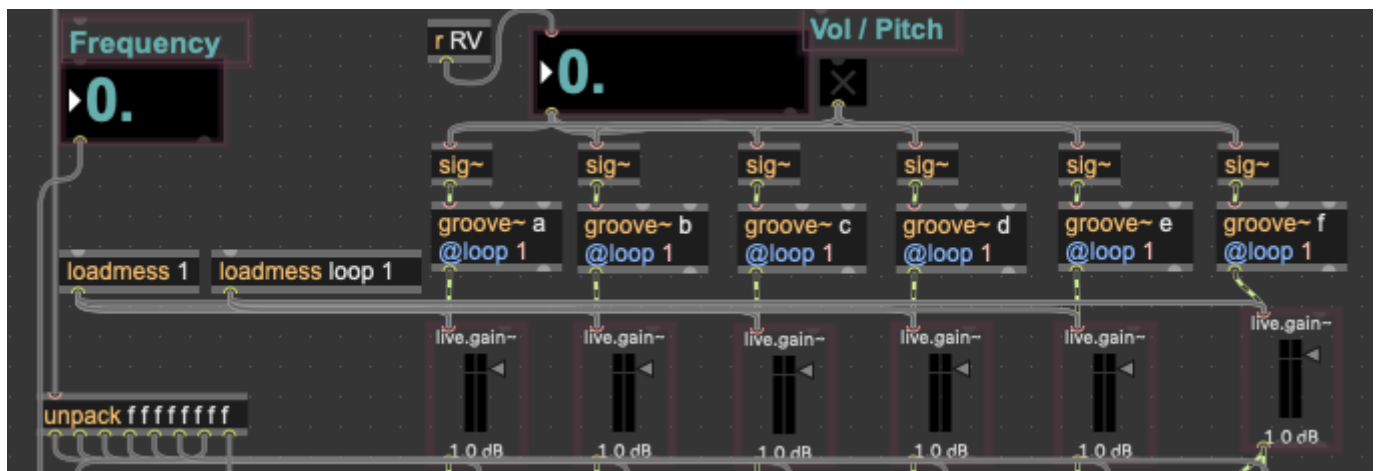 Frequency
r RV
Vol / Pitch
0.
0.
sig~ sig~ sig~ sig~ sig~ sig~
groove~ a groove~ b groove~ c groove~ d groove~ e groove~ f
@loop 1 @loop 1 @loop 1 @loop 1 @loop 1 @loop 1
loadmess 1 loadmess loop 1
live.gain~ live.gain~ live.gain~ live.gain~ live.gain~ live.gain~
unpack f f f f f f f f
1.0 dB 1.0 dB 1.0 dB 1.0 dB 1.0 dB 1.0 dB